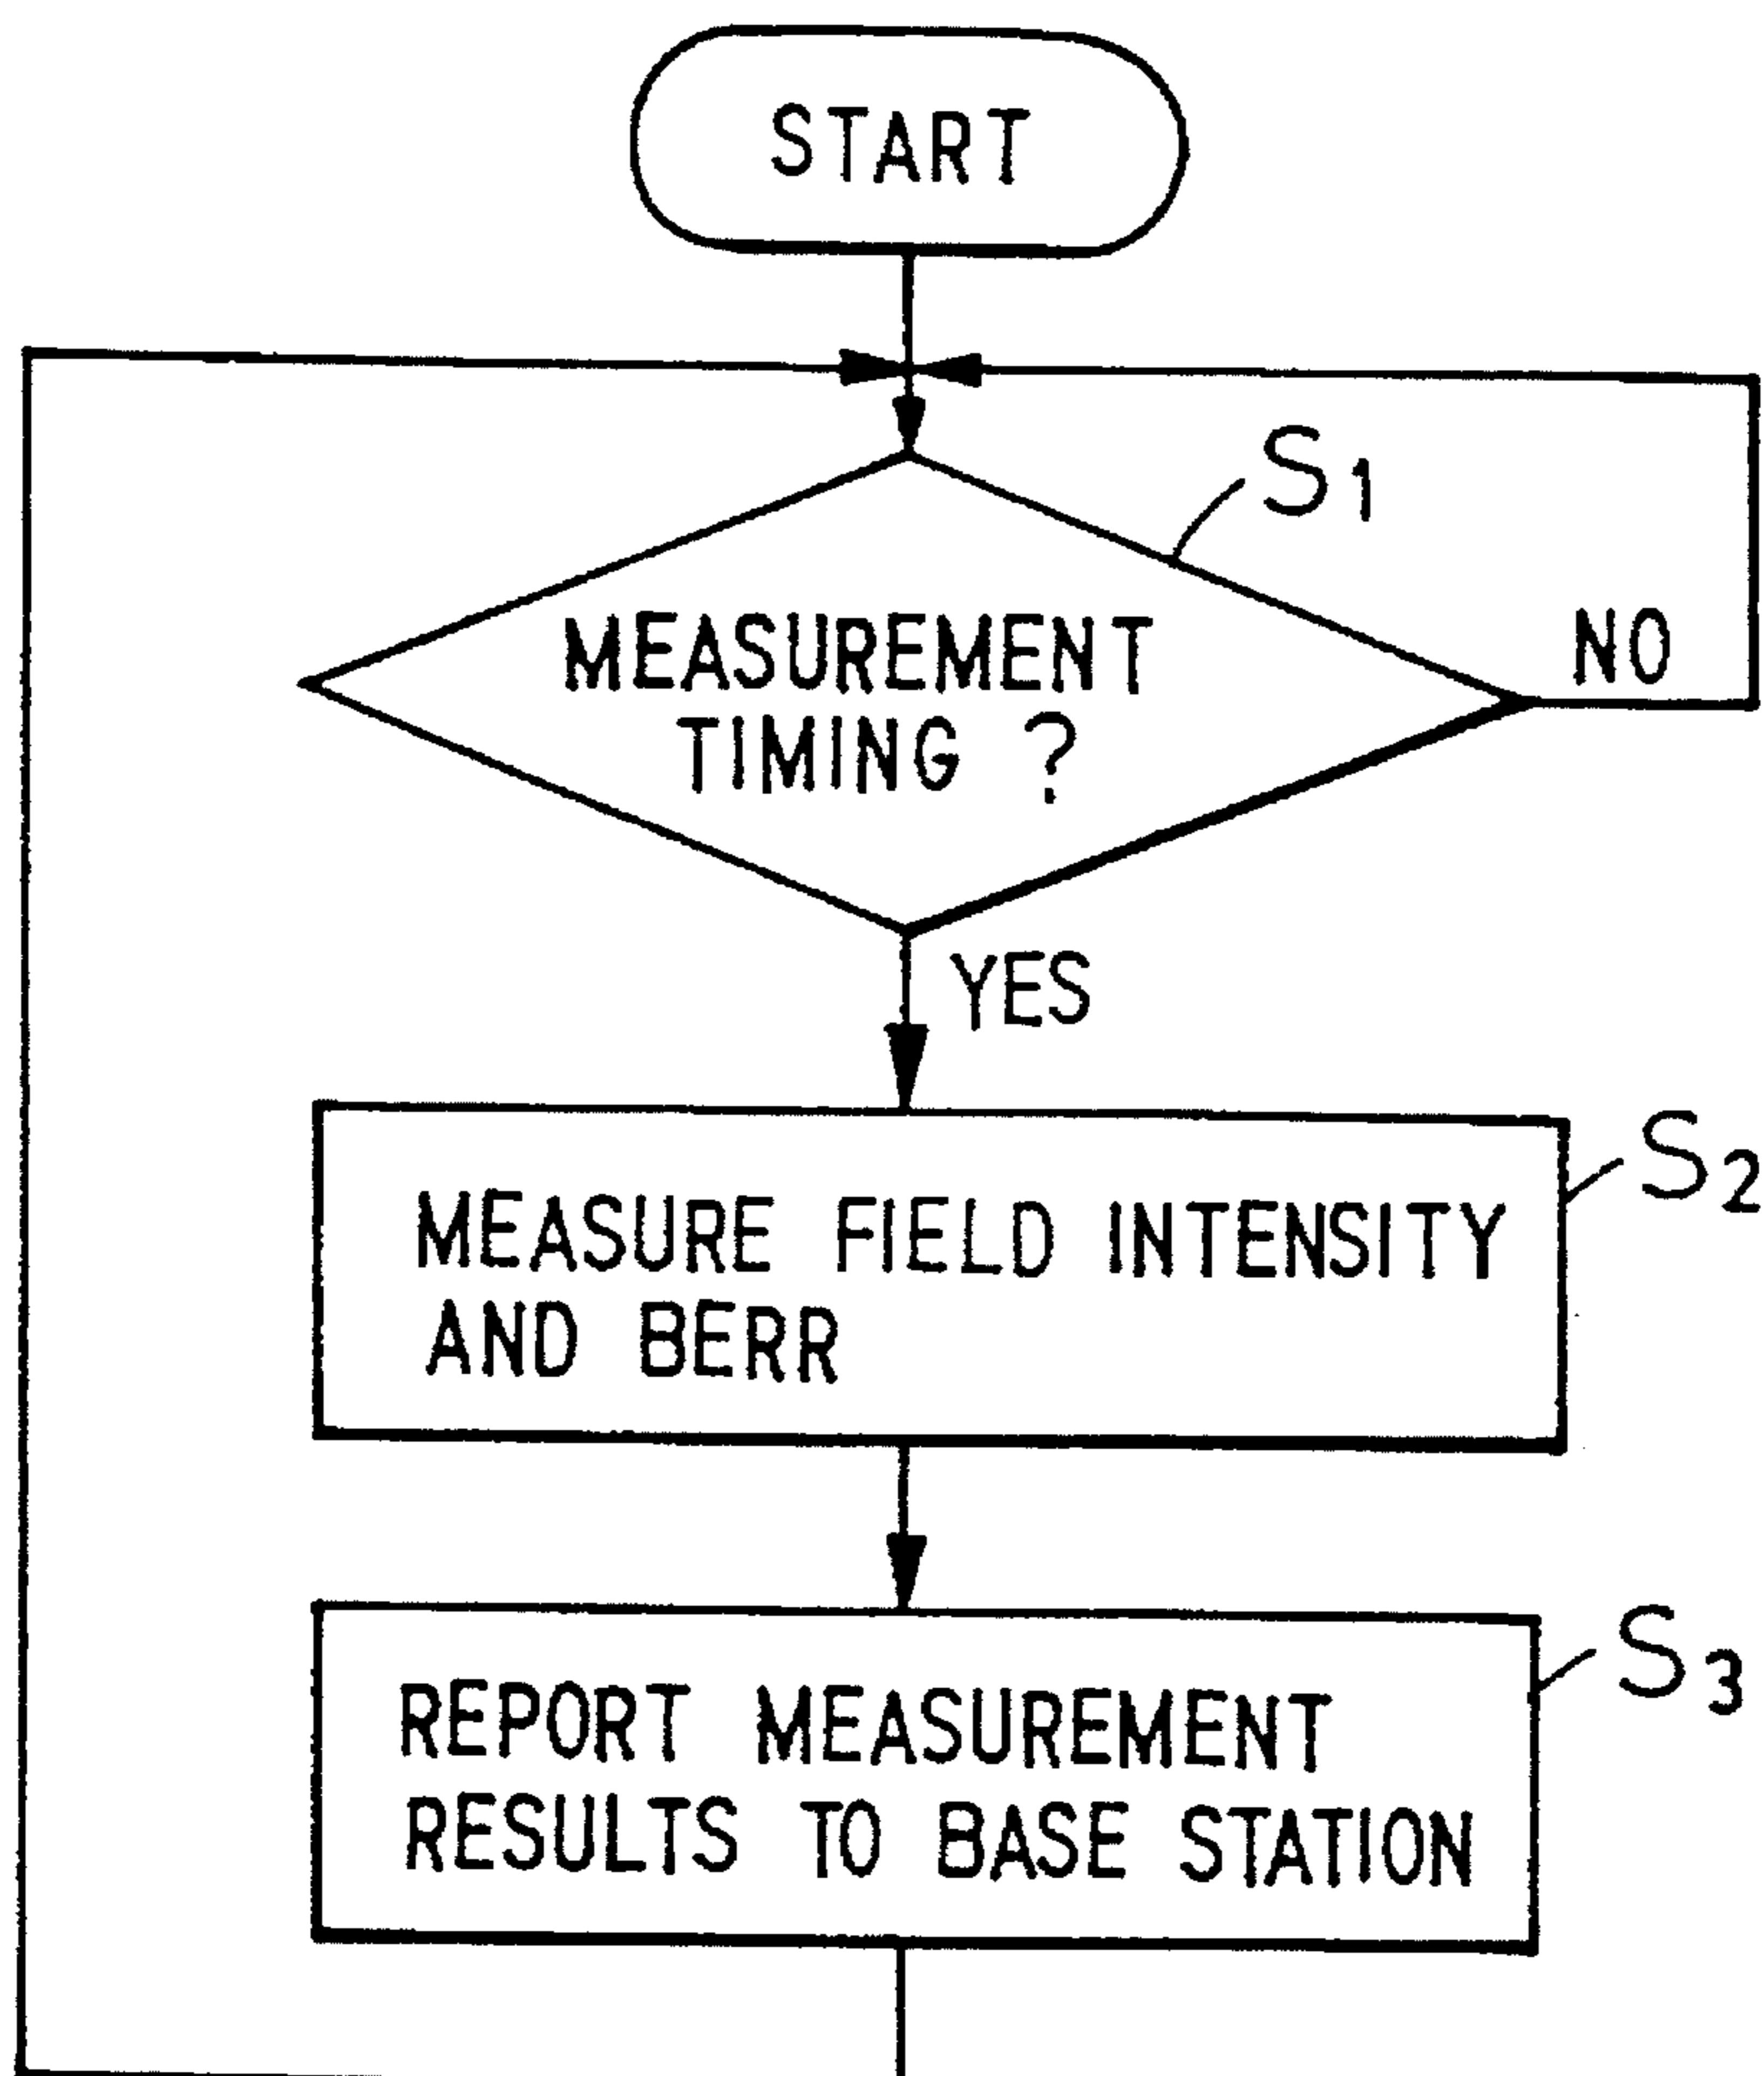 START
S1
MEASUREMENT
TIMING ?
NO
YES
S2
MEASURE FIELD INTENSITY
AND BERR
S3
REPORT MEASUREMENT
RESULTS TO BASE STATION